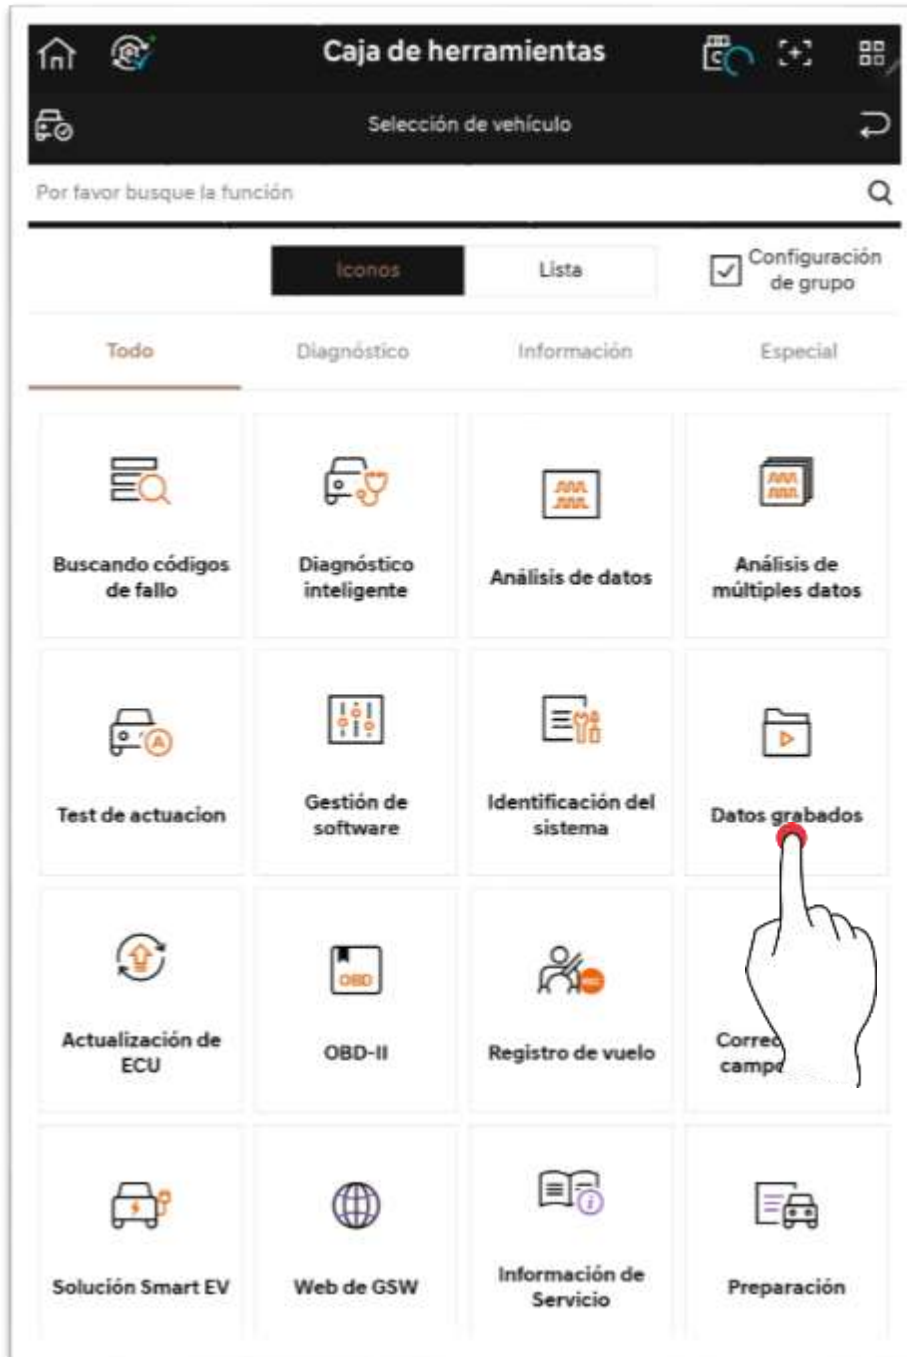 Caja de herramientas
Selección de vehículo
Por favor busque la función
Iconos
Lista
Configuración
de grupo
Todo
Diagnóstico
Información
Especial
Buscando códigos
de fallo
Diagnóstico
inteligente
Análisis de datos
Análisis de
múltiples datos
Test de actuacion
Gestión de
software
Identificación del
sistema
Datos grabados
Actualización de
ECU
OBD
OBD-II
Registro de vuelo
Solución Smart EV
Web de GSW
Información de
Servicio
Preparación